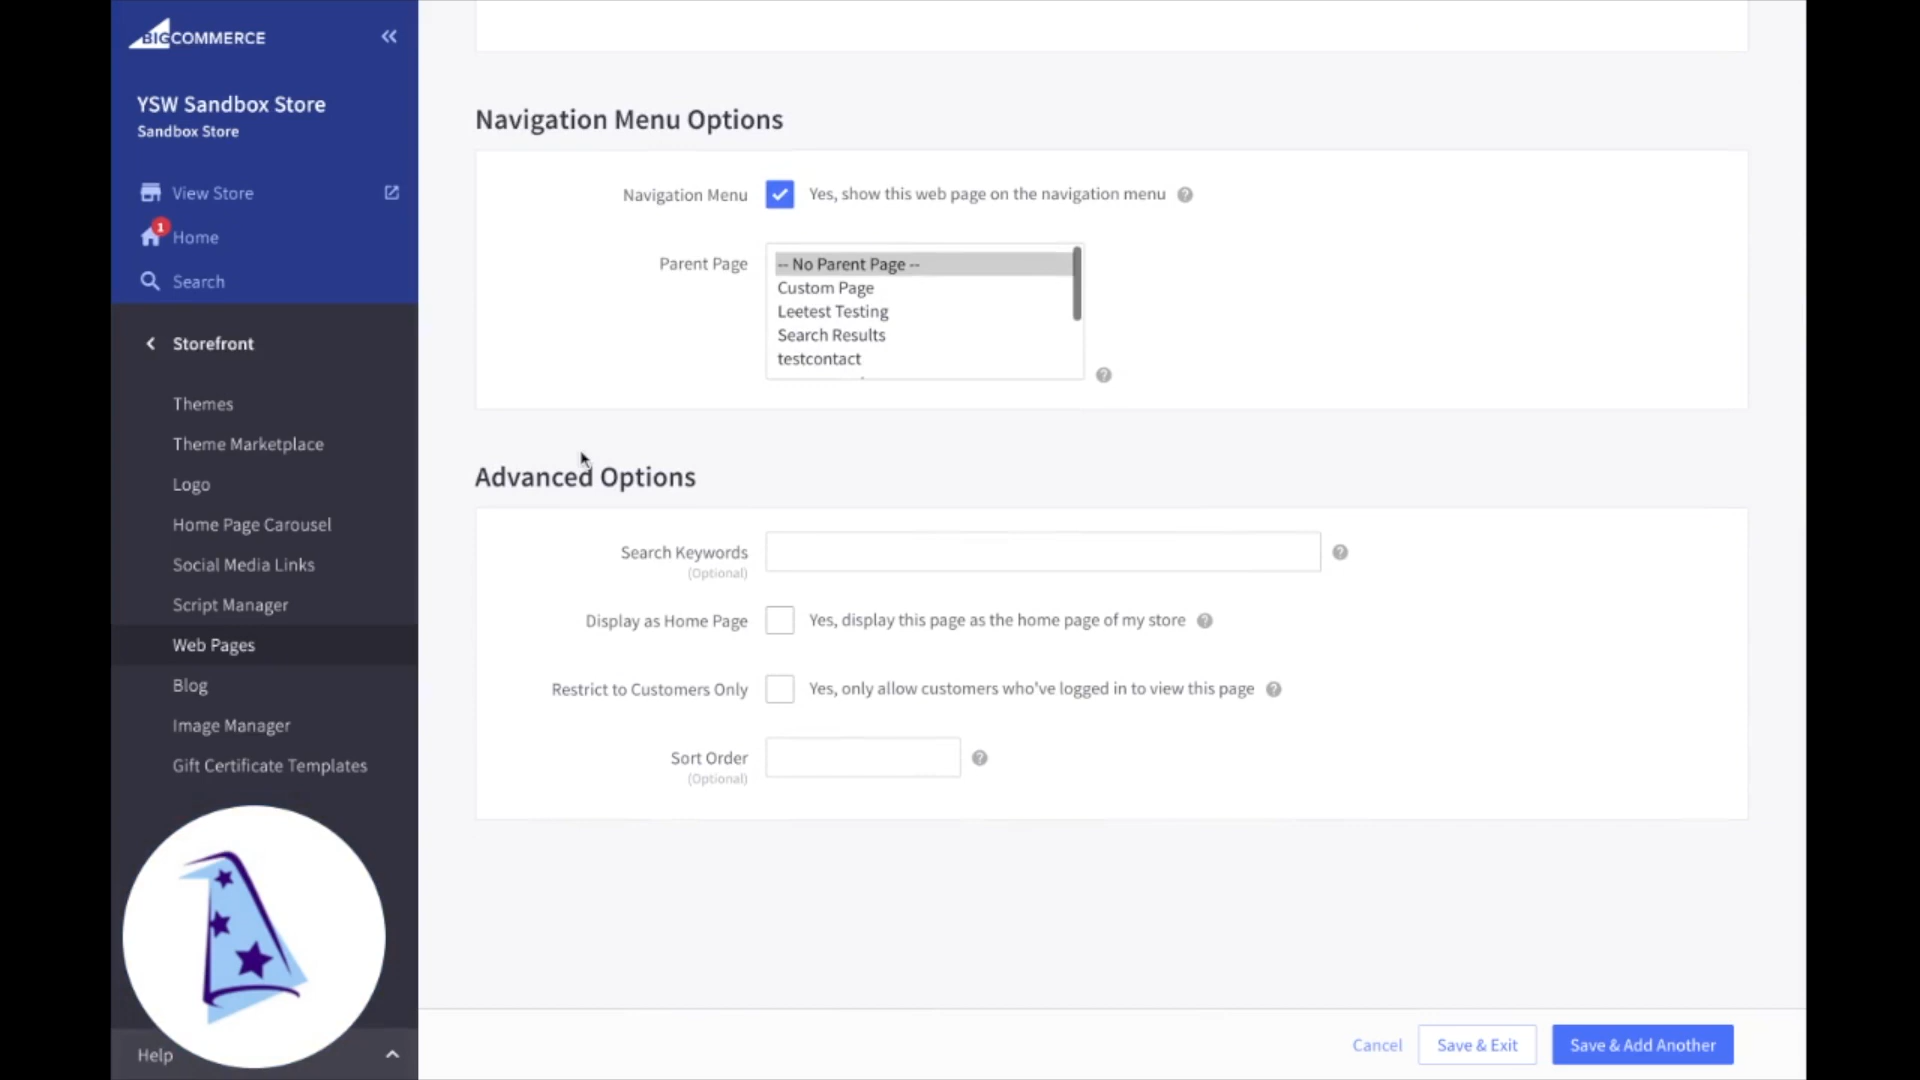 BIGCOMMERCE
YSW Sandbox Store
Sandbox Store
View Store
1
Home
Search
Storefront
Themes
Theme Marketplace
Logo
Home Page Carousel
Social Media Links
Script Manager
Web Pages
Blog
Image Manager
Gift Certificate Templates
Help
Navigation Menu Options
Navigation Menu Yes, show this web page on the navigation menu ?
Parent Page
-- No Parent Page --
Custom Page
Leetest Testing
Search Results
testcontact
?
Advanced Options
Search Keywords ?
(Optional)
Display as Home Page Yes, display this page as the home page of my store ?
Restrict to Customers Only Yes, only allow customers who've logged in to view this page ?
Sort Order ?
(Optional)
Cancel Save & Exit Save & Add Another